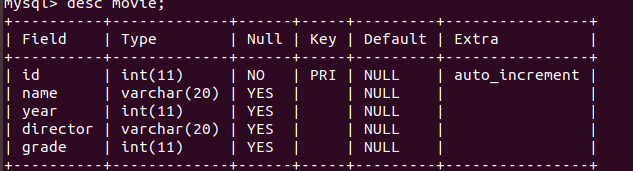 mysql> desc movie;
+----------+-------------+------+-----+---------+----------------+
| Field    | Type        | Null | Key | Default | Extra          |
+----------+-------------+------+-----+---------+----------------+
| id       | int(11)     | NO   | PRI | NULL    | auto_increment |
| name     | varchar(20) | YES  |     | NULL    |                |
| year     | int(11)     | YES  |     | NULL    |                |
| director | varchar(20) | YES  |     | NULL    |                |
| grade    | int(11)     | YES  |     | NULL    |                |
+----------+-------------+------+-----+---------+----------------+